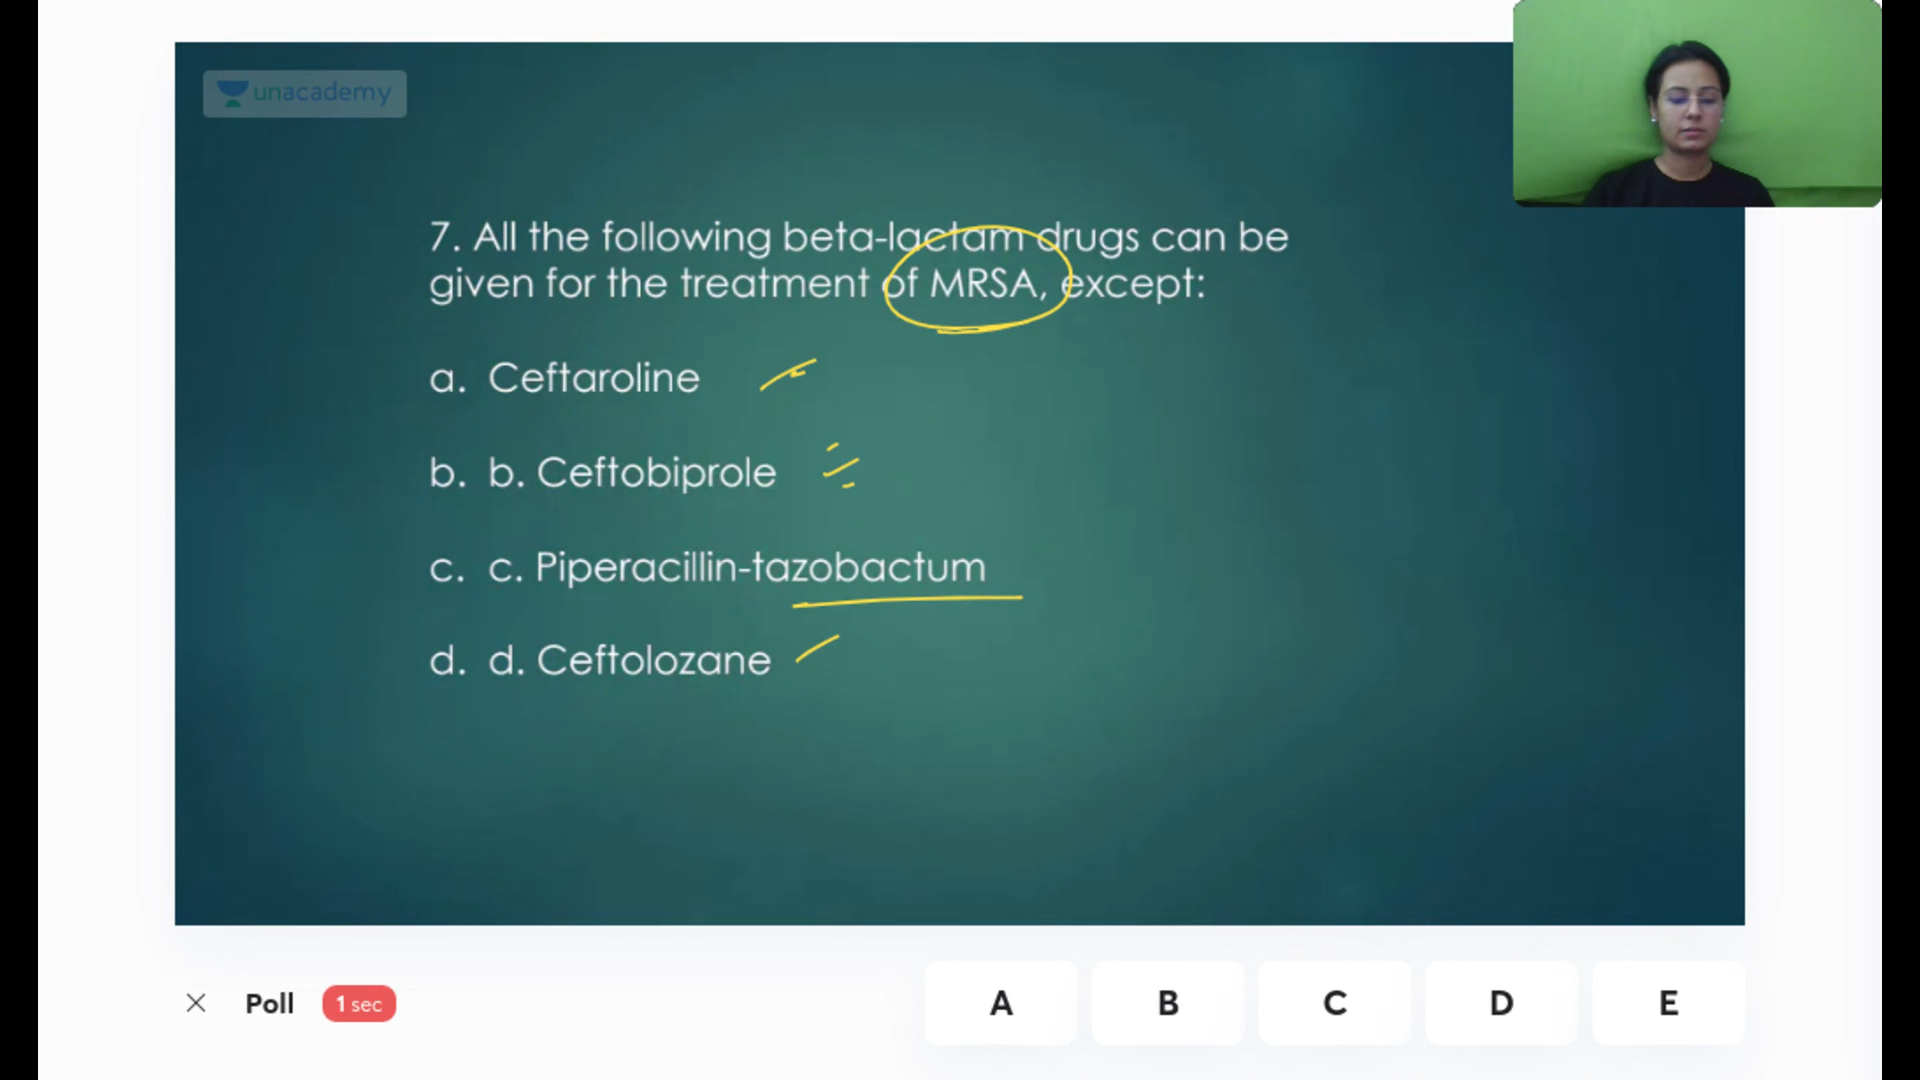 unacademy
7. All the following beta-lactam drugs can be
given for the treatment of MRSA, except:
a. Ceftaroline
b. b. Ceftobiprole
c. c. Piperacillin-tazobactum
d. d. Ceftolozane
Poll 1 sec A B C D E